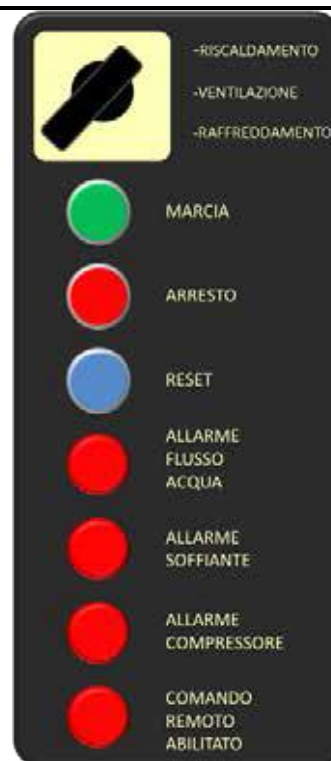 -RISCALDAMENTO
-VENTILAZIONE
-RAFFREDDAMENTO
MARCIA
ARRESTO
RESET
ALLARME
FLUSSO
ACQUA
ALLARME
SOFFIANTE
ALLARME
COMPRESSORE
COMANDO
REMOTO
ABILITATO